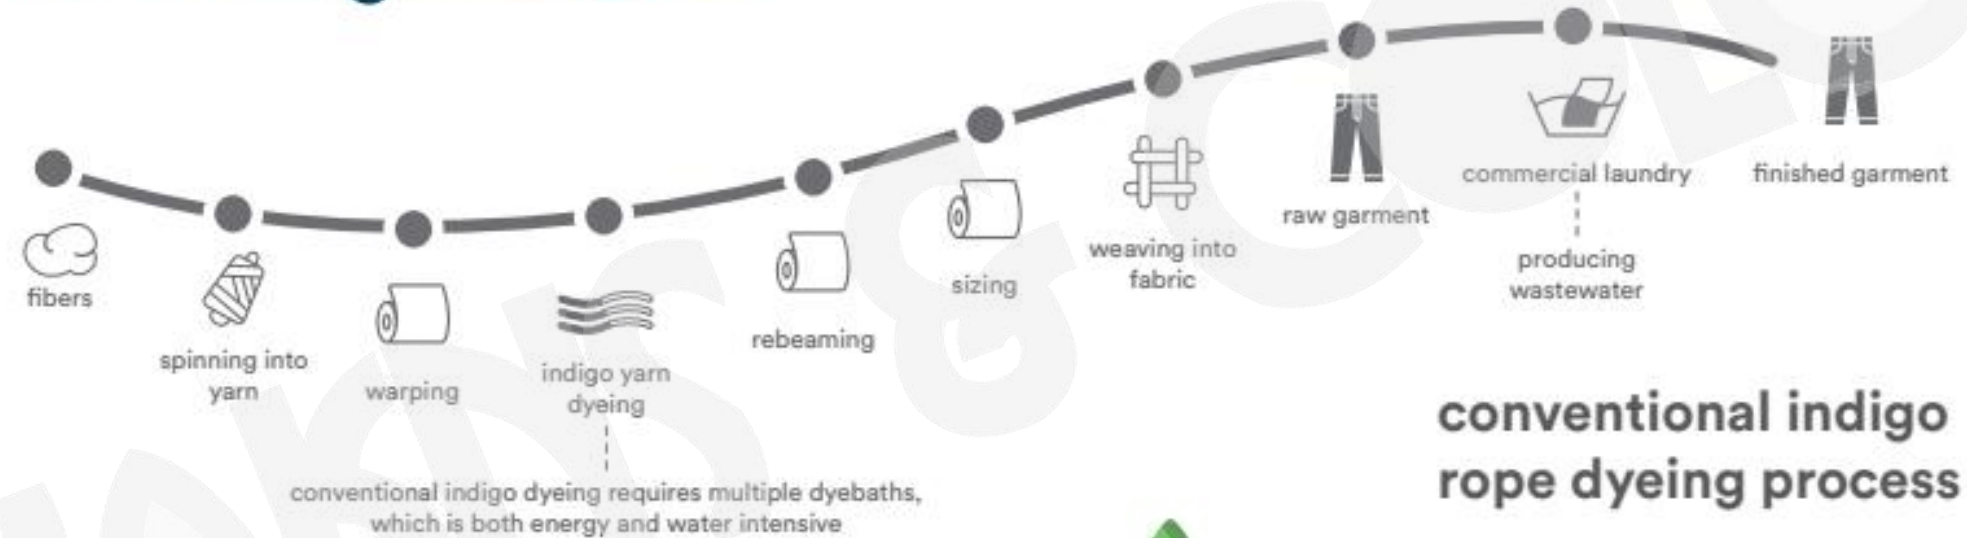 fibers
spinning into
yarn
warping
indigo yarn
dyeing
conventional indigo dyeing requires multiple dyebaths,
which is both energy and water intensive
rebeaming
sizing
weaving into
fabric
raw garment
commercial laundry
producing
wastewater
finished garment
conventional indigo
rope dyeing process